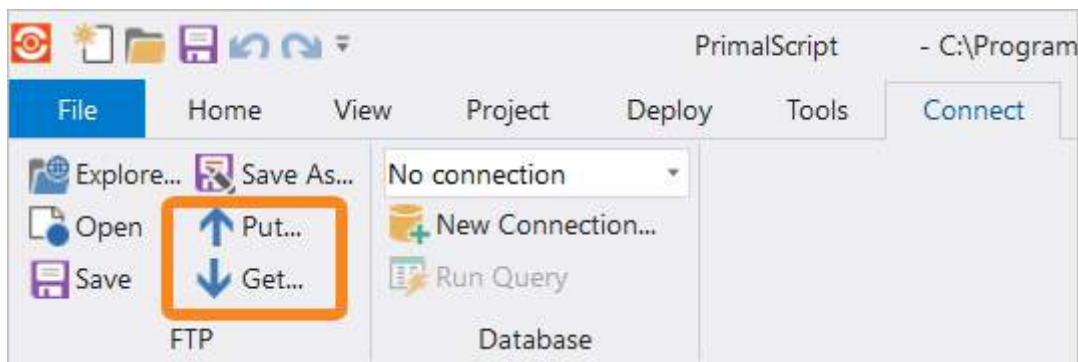 PrimalScript - C:\Program
File Home View Project Deploy Tools Connect
Explore... Save As... No connection
Open Put... New Connection...
Save Get... Run Query
FTP Database